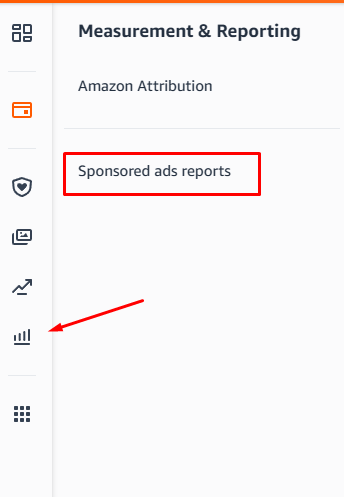 Measurement & Reporting
Amazon Attribution
Sponsored ads reports